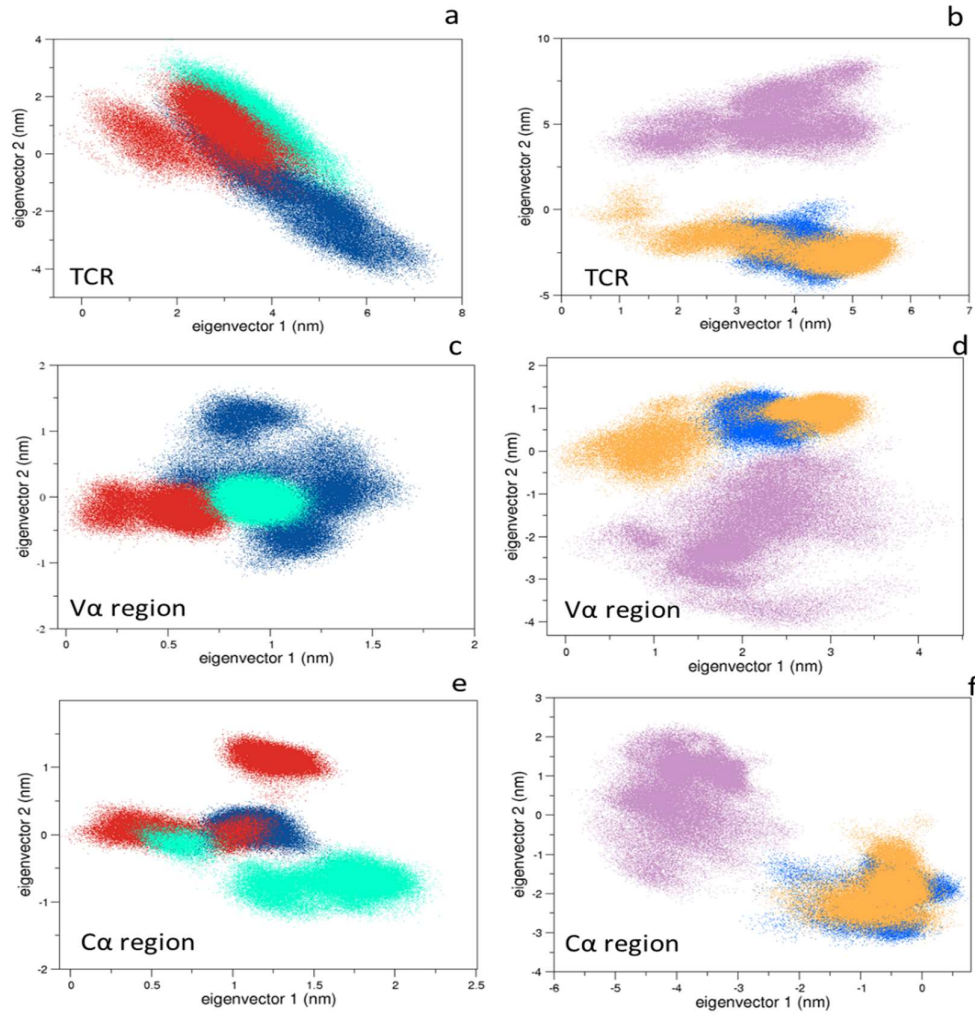 a
4
2
0
-2
-4
0 2 4 6 8
eigenvector 2 (nm)
TCR
eigenvector 1 (nm)
b
10
5
0
-5
0 1 2 3 4 5 6 7
eigenvector 2 (nm)
TCR
eigenvector 1 (nm)
c
2
1
0
-1
-2
0 0.5 1 1.5 2
eigenvector 2 (nm)
Vα region
eigenvector 1 (nm)
d
2
1
0
-1
-2
-3
-4
0 1 2 3 4
eigenvector 2 (nm)
Vα region
eigenvector 1 (nm)
e
1
0
-1
-2
0 0.5 1 1.5 2 2.5
eigenvector 2 (nm)
Cα region
eigenvector 1 (nm)
f
3
2
1
0
-1
-2
-3
-4
-6 -5 -4 -3 -2 -1 0
eigenvector 2 (nm)
Cα region
eigenvector 1 (nm)